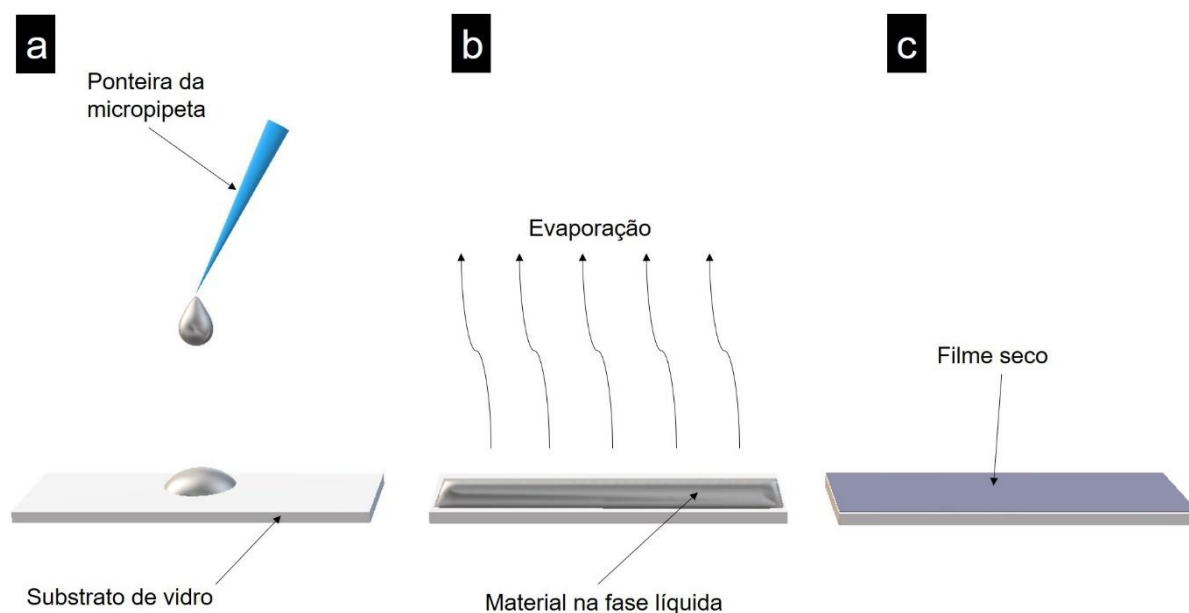 a
Ponteira da
micropipeta
Substrato de vidro
b
Evaporação
Material na fase líquida
c
Filme seco